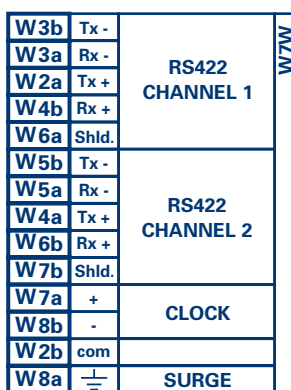 W3b Tx -
W3a Rx -
W2a Tx +
W4b Rx +
W6a Shld.
RS422
CHANNEL 1
W5b Tx -
W5a Rx -
W4a Tx +
W6b Rx +
W7b Shld.
RS422
CHANNEL 2
W7a +
W8b -
CLOCK
W2b com
W8a SURGE
W7W